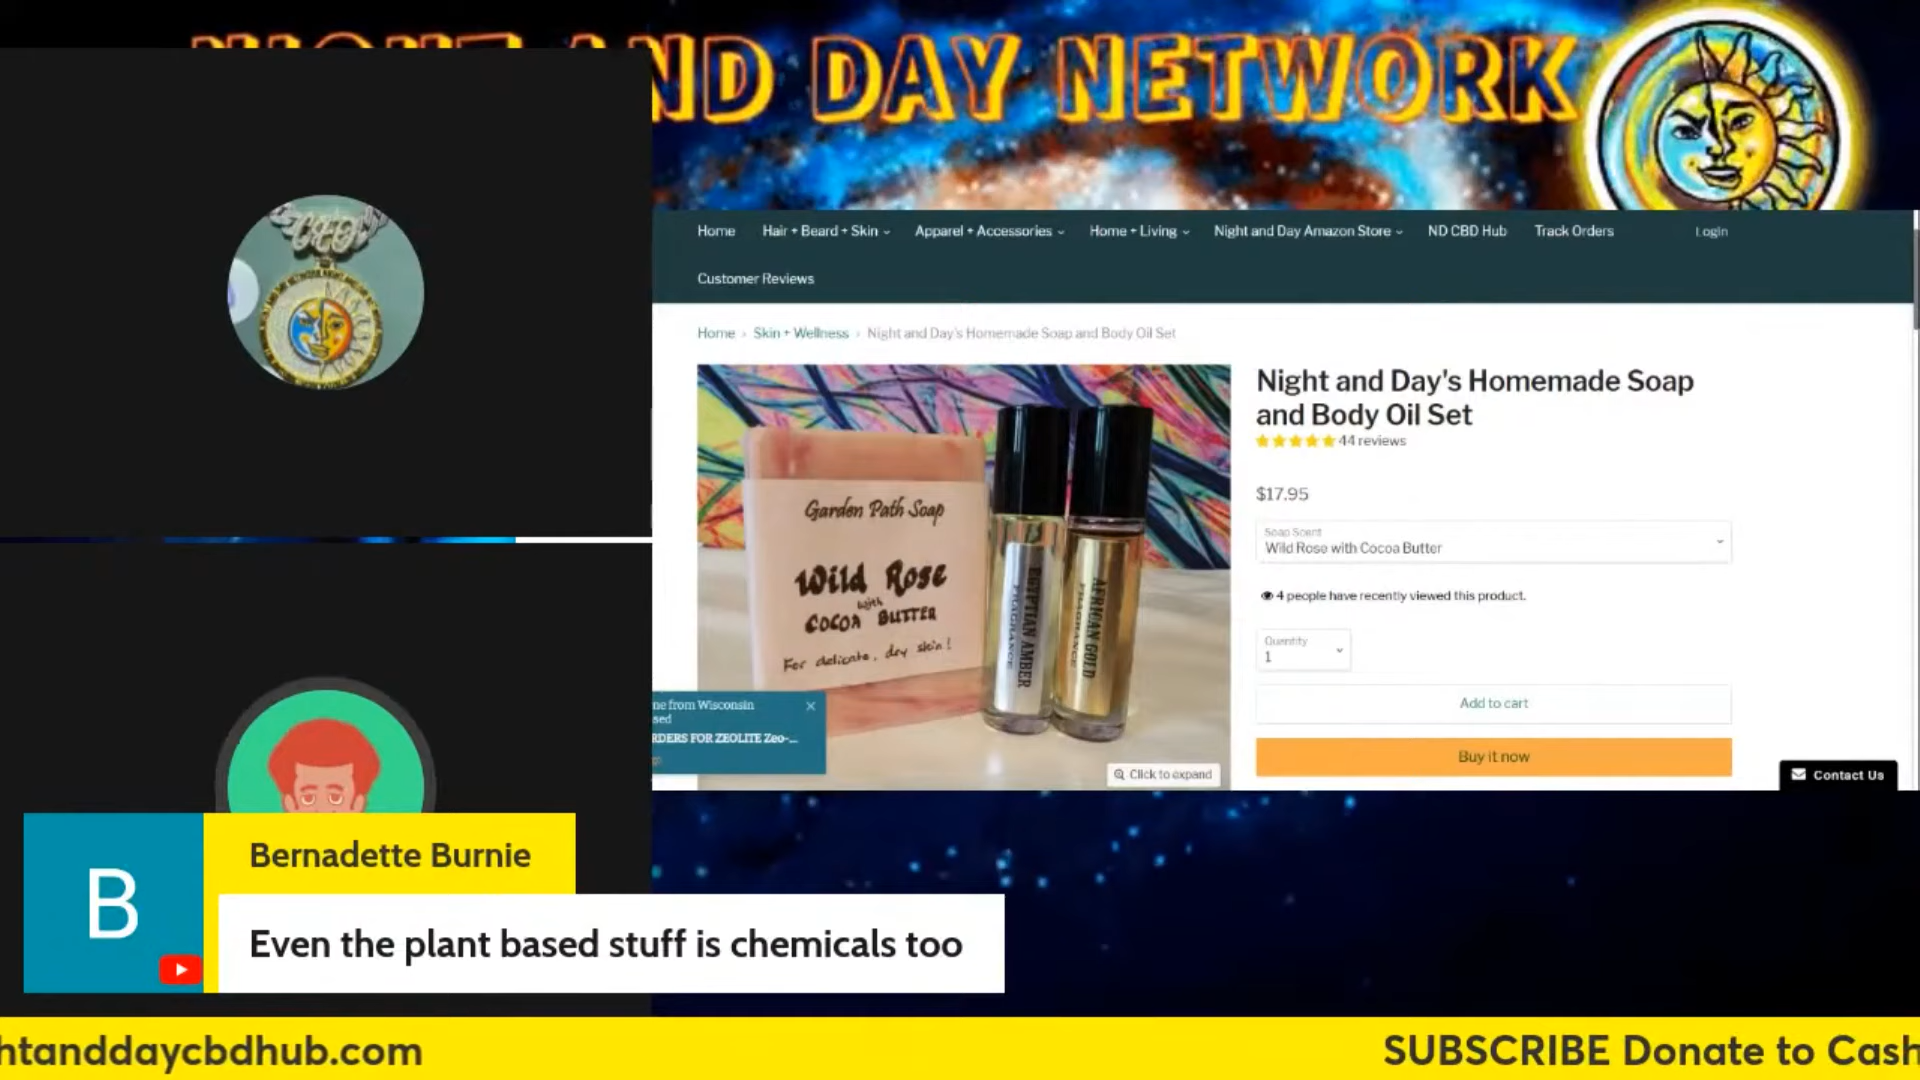 ND DAY NETWORK
CEO
Home Hair + Beard + Skin Apparel + Accessories Home + Living Night and Day Amazon Store ND CBD Hub Track Orders Login
Customer Reviews
Home › Skin + Wellness › Night and Day's Homemade Soap and Body Oil Set
Night and Day's Homemade Soap
and Body Oil Set
44 reviews
$17.95
Soap Scent
Wild Rose with Cocoa Butter
4 people have recently viewed this product.
Quantity
1
Add to cart
Buy it now
Contact Us
Garden Path Soap
Wild Rose
with
COCOA BUTTER
For delicate, dry skin!
EGYPTIAN AMBER
FRAGRANCE
AFRICAN GOLD
FRAGRANCE
ne from Wisconsin
sed
RDERS FOR ZEOLITE Zeo-...
Click to expand
B
Bernadette Burnie
Even the plant based stuff is chemicals too
htanddaycbdhub.com
SUBSCRIBE Donate to Cash